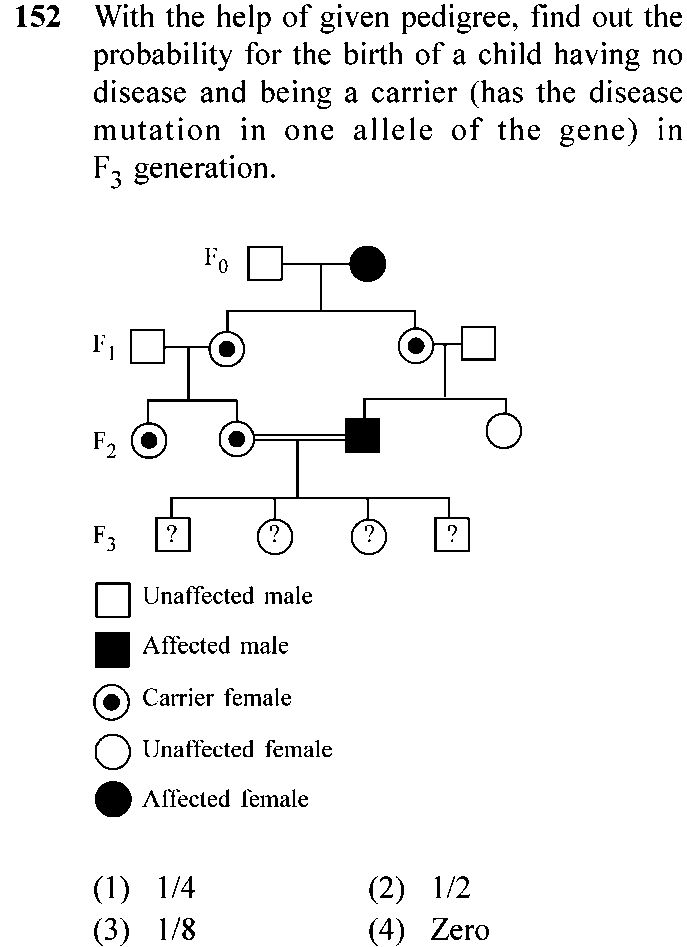 152 With the help of given pedigree, find out the
probability for the birth of a child having no
disease and being a carrier (has the disease
mutation in one allele of the gene) in
F3 generation.
F0
F1
F2
F3 ? ? ? ?
Unaffected male
Affected male
Carrier female
Unaffected female
Affected female
(1) 1/4 (2) 1/2
(3) 1/8 (4) Zero